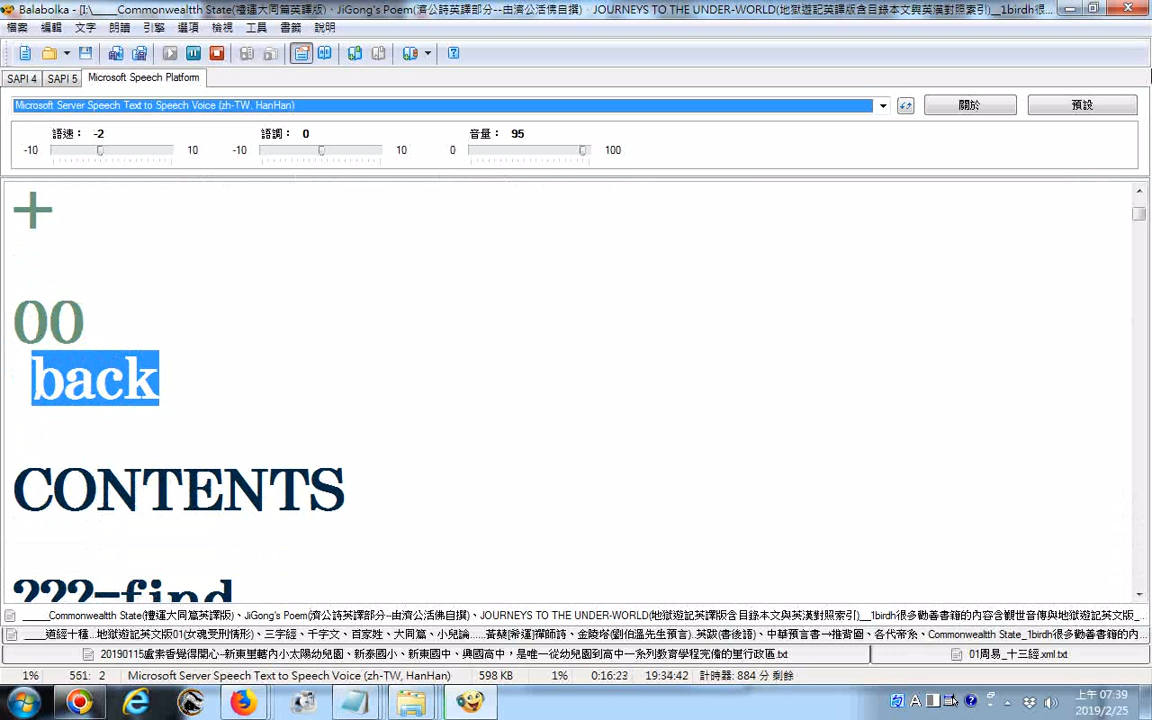 Balabolka - [I:\_____Commonwealth State(禮運大同篇英譯版)、JiGong's Poem(濟公詩英譯部分--由濟公活佛自撰)、JOURNEYS TO THE UNDER-WORLD(地獄遊記英譯版含目錄本文與英漢對照索引)__1birdh很...
檔案 編輯 文字 朗讀 引擎 選項 檢視 工具 書籤 說明
SAPI 4 SAPI 5 Microsoft Speech Platform
Microsoft Server Speech Text to Speech Voice (zh-TW, HanHan) 關於 預設
語速： -2 語調： 0 音量： 95
-10 10 -10 10 0 100
+
00
back
CONTENTS
222-find
_____Commonwealth State(禮運大同篇英譯版)、JiGong's Poem(濟公詩英譯部分--由濟公活佛自撰)、JOURNEYS TO THE UNDER-WORLD(地獄遊記英譯版含目錄本文與英漢對照索引)__1birdh很多勸善書籍的內容含觀世音傳與地獄遊記英文版_...
____道經十種...地獄遊記英文版01(女魂受刑情形)、三字經、千字文、百家姓、大同篇、小兒論......黃蘗[希運]禪師詩、金陵塔(劉伯溫先生預言).英跋(書後語)、中華預言書一推背圖、各代帝系、Commonwealth State_1birdh很多勸善書籍的內...
20190115盧素香覺得開心--新東里轄內小太陽幼兒園、新泰國小、新東國中、興國高中，是唯一從幼兒園到高中一系列教育學程完備的里行政區.txt 01周易_十三經.xml.txt
1% 551: 2 Microsoft Server Speech Text to Speech Voice (zh-TW, HanHan) 598 KB 1% 0:16:23 19:34:42 計時器：884 分 剩餘
上午 07:39
2019/2/25